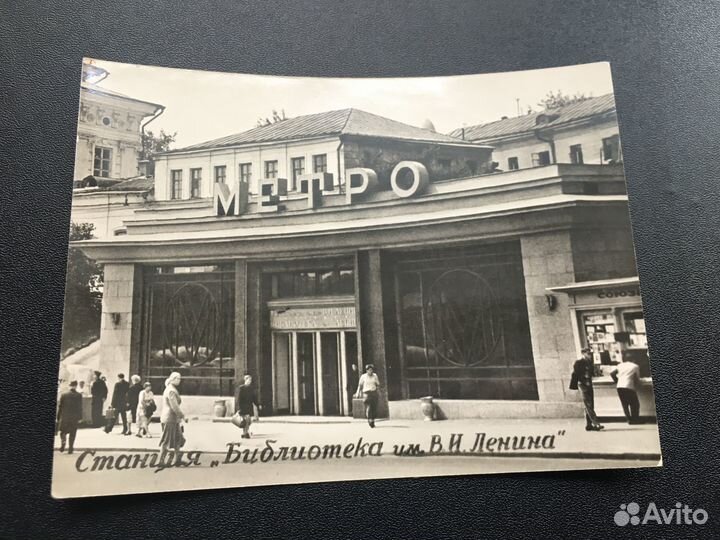 МЕТРО
СОЮЗ
Станция „Библиотека им. В.И. Ленина"
Avito